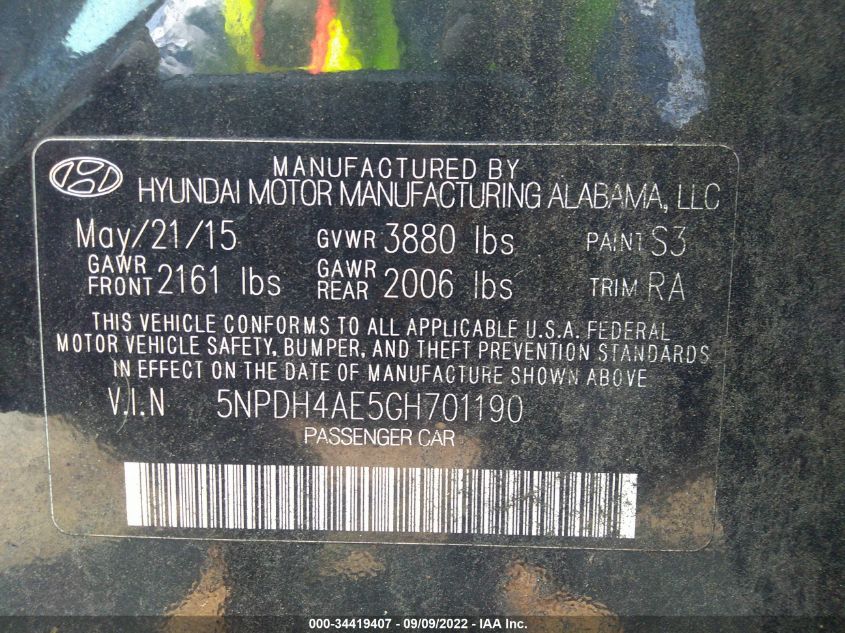 MANUFACTURED BY
HYUNDAI MOTOR MANUFACTURING ALABAMA, LLC
May/21/15 GVWR 3880 lbs PAINT S3
GAWR FRONT 2161 lbs GAWR REAR 2006 lbs TRIM RA
THIS VEHICLE CONFORMS TO ALL APPLICABLE U.S.A. FEDERAL
MOTOR VEHICLE SAFETY, BUMPER, AND THEFT PREVENTION STANDARDS
IN EFFECT ON THE DATE OF MANUFACTURE SHOWN ABOVE
V.I.N 5NPDH4AE5GH701190
PASSENGER CAR
000-34419407 - 09/09/2022 - IAA Inc.